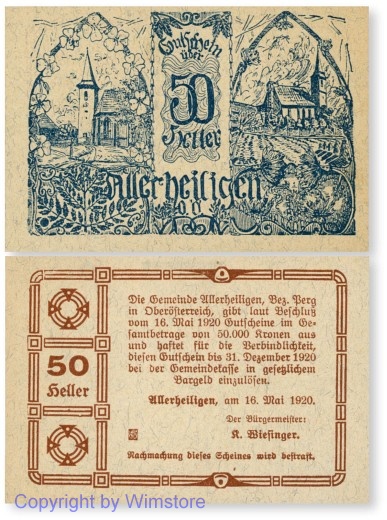 Gutschein
über
50
Heller
Allerheiligen
O.Ö.
Die Gemeinde Allerheiligen, Bez. Perg
in Oberösterreich, gibt laut Beschluß
vom 16. Mai 1920 Gutscheine im Ge-
samtbetrage von 50.000 Kronen aus
und haftet für die Verbindlichkeit,
diesen Gutschein bis 31. Dezember 1920
bei der Gemeindekasse in gesetzlichem
Bargeld einzulösen.
50
Heller
Allerheiligen, am 16. Mai 1920.
Der Bürgermeister:
K. Wiesinger.
Nachmachung dieses Scheines wird bestraft.
Copyright by Wimstore